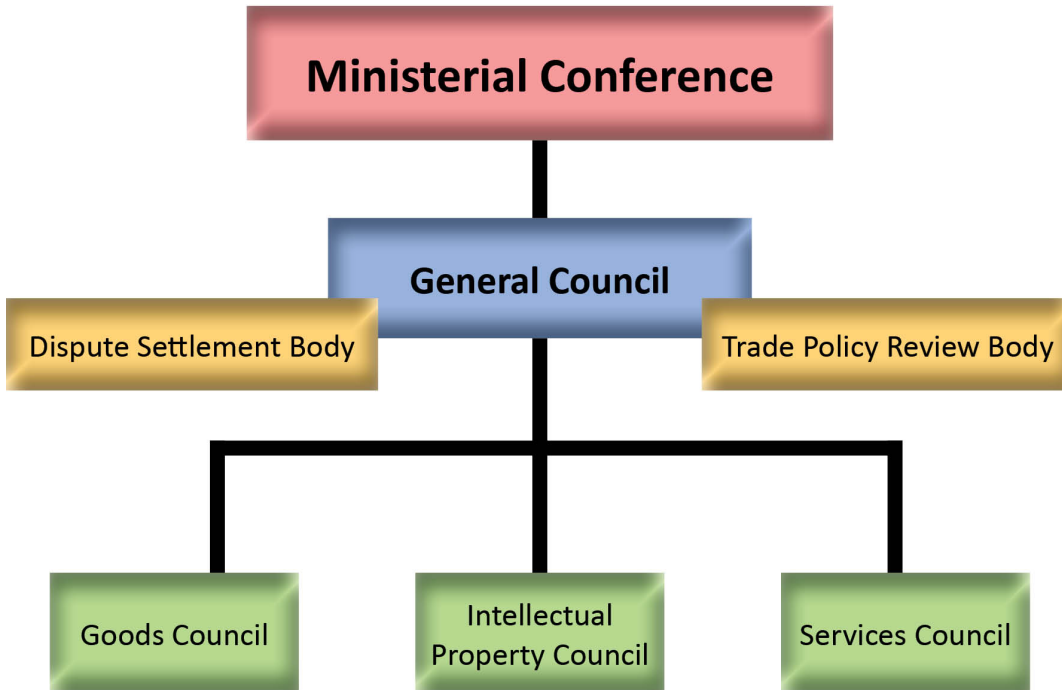 Ministerial Conference
General Council
Dispute Settlement Body
Trade Policy Review Body
Goods Council
Intellectual
Property Council
Services Council